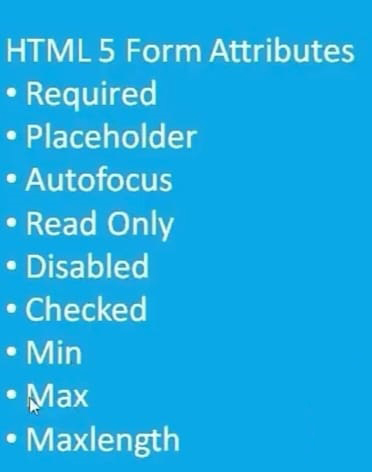 HTML 5 Form Attributes
• Required
• Placeholder
• Autofocus
• Read Only
• Disabled
• Checked
• Min
• Max
• Maxlength